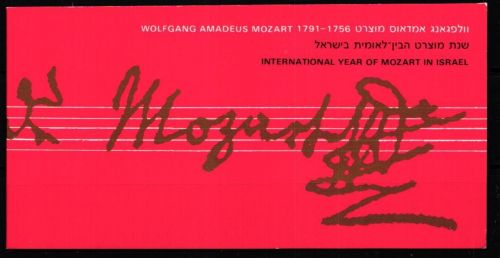 WOLFGANG AMADEUS MOZART 1791-1756 וולפגאנג אמדאוס מוצרט
שנת מוצרט הבין־לאומית בישראל
INTERNATIONAL YEAR OF MOZART IN ISRAEL
Mozart